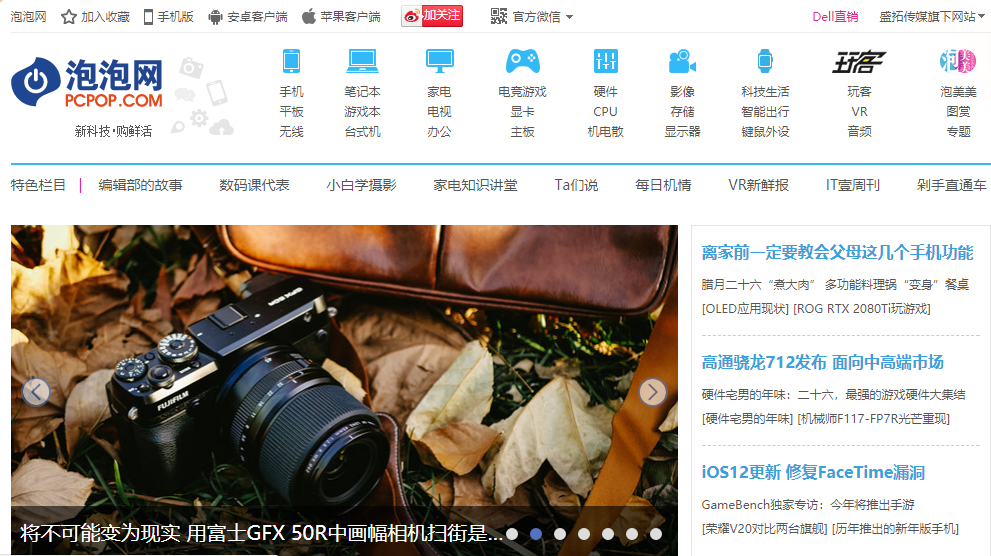 泡泡网 加入收藏 手机版 安卓客户端 苹果客户端 加关注 官方微信 Dell直销 盛拓传媒旗下网站
泡泡网
PCPOP.COM
新科技·购鲜活
手机 笔记本 家电 电竞游戏 硬件 影像 科技生活 玩客 泡美美
平板 游戏本 电视 显卡 CPU 存储 智能出行 VR 图赏
无线 台式机 办公 主板 机电散 显示器 键鼠外设 音频 专题
特色栏目 编辑部的故事 数码课代表 小白学摄影 家电知识讲堂 Ta们说 每日机情 VR新鲜报 IT壹周刊 剁手直通车
FUJIFILM
将不可能变为现实 用富士GFX 50R中画幅相机扫街是...
离家前一定要教会父母这几个手机功能
腊月二十六“煮大肉” 多功能料理锅“变身”餐桌
[OLED应用现状] [ROG RTX 2080Ti玩游戏]
高通骁龙712发布 面向中高端市场
硬件宅男的年味：二十六，最强的游戏硬件大集结
[硬件宅男的年味] [机械师F117-FP7R光芒重现]
iOS12更新 修复FaceTime漏洞
GameBench独家专访：今年将推出手游
[荣耀V20对比两台旗舰] [历年推出的新年版手机]